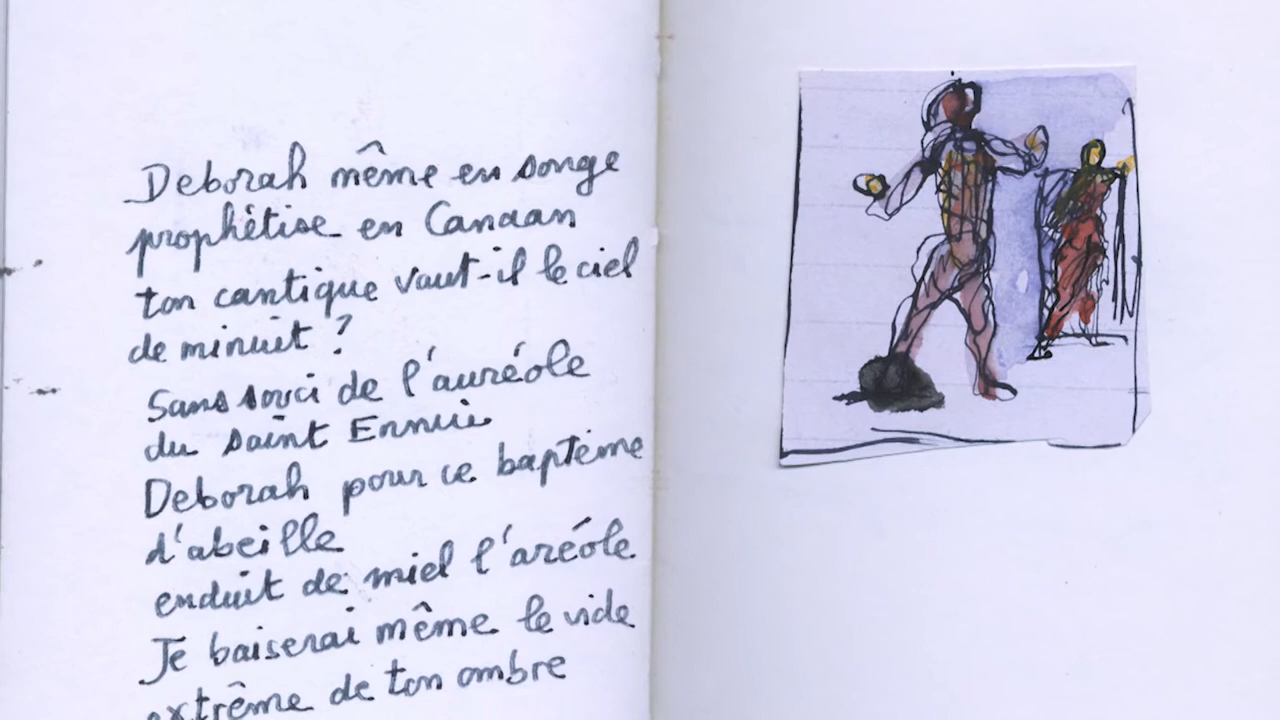 Deborah même en songe
prophétise en Canaan
ton cantique vaut-il le ciel
de minuit ?
Sans souci de l'auréole
du saint Ennui
Deborah pour ce baptême
d'abeille
enduit de miel l'aréole
Je baiserai même le vide
extrême de ton ombre